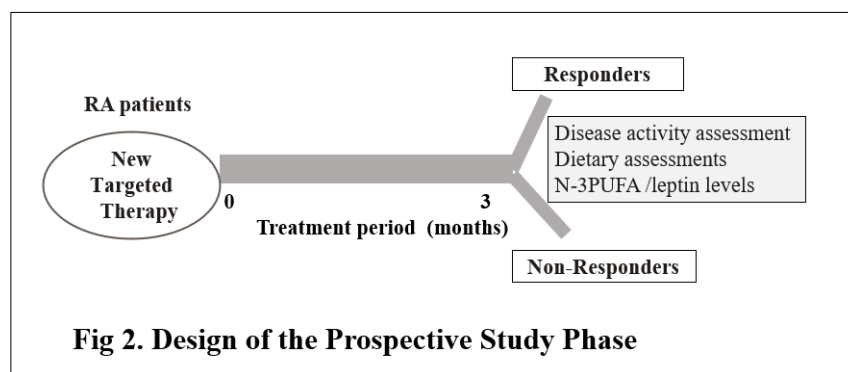 Responders
RA patients
New
Targeted
Therapy
Disease activity assessment
Dietary assessments
N-3PUFA /leptin levels
0
3
Treatment period (months)
Non-Responders
Fig 2. Design of the Prospective Study Phase